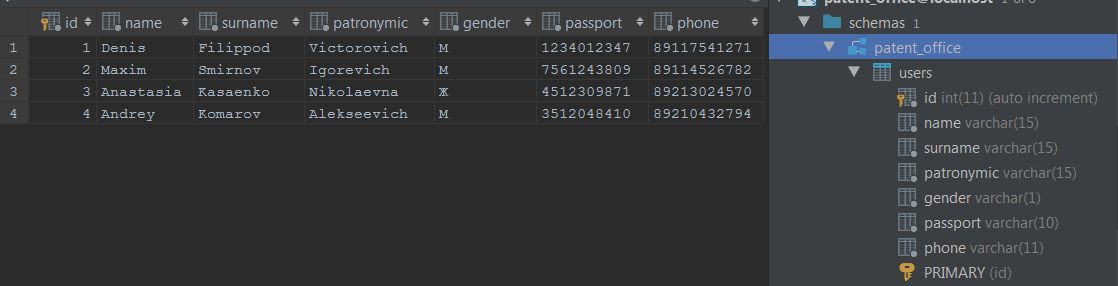 id name surname patronymic gender passport phone
1 1 Denis Filippod Victorovich М 1234012347 89117541271
2 2 Maxim Smirnov Igorevich М 7561243809 89114526782
3 3 Anastasia Kasaenko Nikolaevna Ж 4512309871 89213024570
4 4 Andrey Komarov Alekseevich М 3512048410 89210432794
patent_office@localhost 1 of 8
schemas 1
patent_office
users
id int(11) (auto increment)
name varchar(15)
surname varchar(15)
patronymic varchar(15)
gender varchar(1)
passport varchar(10)
phone varchar(11)
PRIMARY (id)